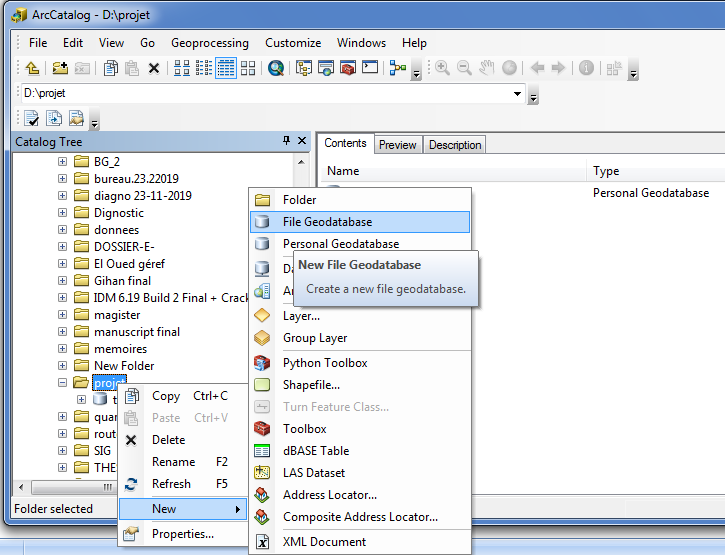 ArcCatalog - D:\projet
File Edit View Go Geoprocessing Customize Windows Help
D:\projet
Catalog Tree
BG_2
bureau.23.22019
diagno 23-11-2019
Dignostic
donnees
DOSSIER-E-
El Oued géref
Gihan final
IDM 6.19 Build 2 Final + Crack
magister
manuscript final
memoires
New Folder
projet
SIG
Folder selected
Contents Preview Description
Name Type
Personal Geodatabase
Copy Ctrl+C
Paste Ctrl+V
Delete
Rename F2
Refresh F5
New
Properties...
Folder
File Geodatabase
Personal Geodatabase
New File Geodatabase
Create a new file geodatabase.
Layer...
Group Layer
Python Toolbox
Shapefile...
Turn Feature Class...
Toolbox
dBASE Table
LAS Dataset
Address Locator...
Composite Address Locator...
XML Document